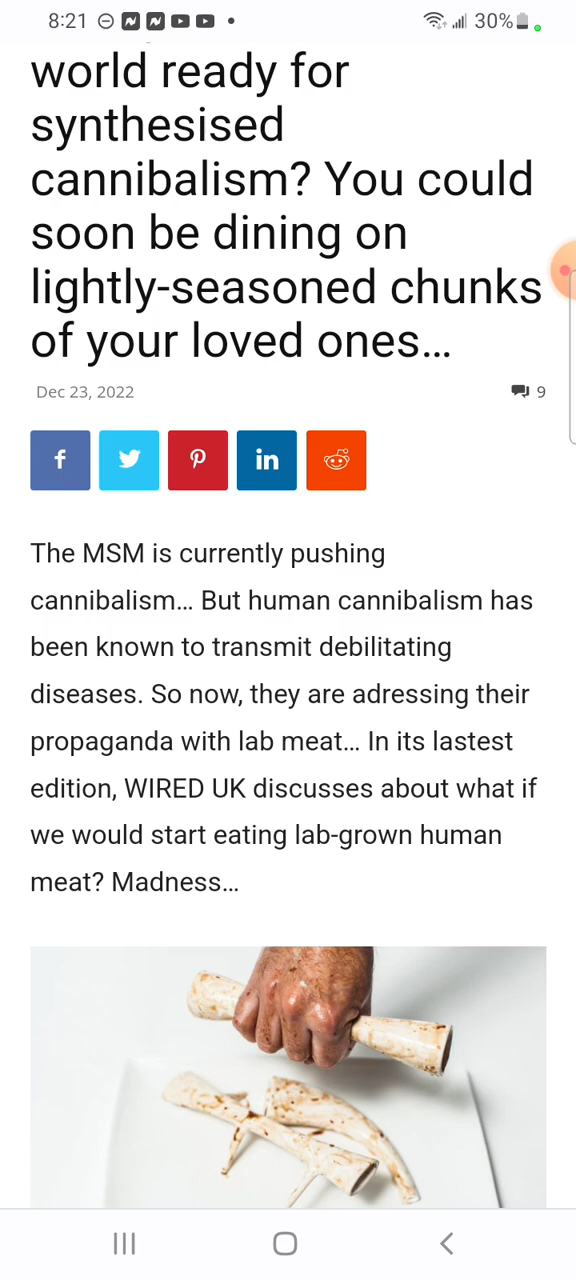 8:21
30%
world ready for
synthesised
cannibalism? You could
soon be dining on
lightly-seasoned chunks
of your loved ones…
Dec 23, 2022
9
f
in
The MSM is currently pushing
cannibalism… But human cannibalism has
been known to transmit debilitating
diseases. So now, they are adressing their
propaganda with lab meat… In its lastest
edition, WIRED UK discusses about what if
we would start eating lab-grown human
meat? Madness…